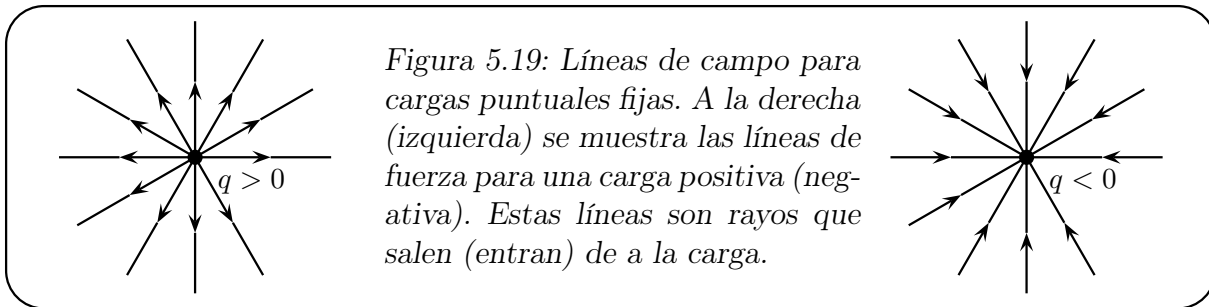 q > 0
Figura 5.19: Líneas de campo para
cargas puntuales fijas. A la derecha
(izquierda) se muestra las líneas de
fuerza para una carga positiva (neg-
ativa). Estas líneas son rayos que
salen (entran) de a la carga.
q < 0